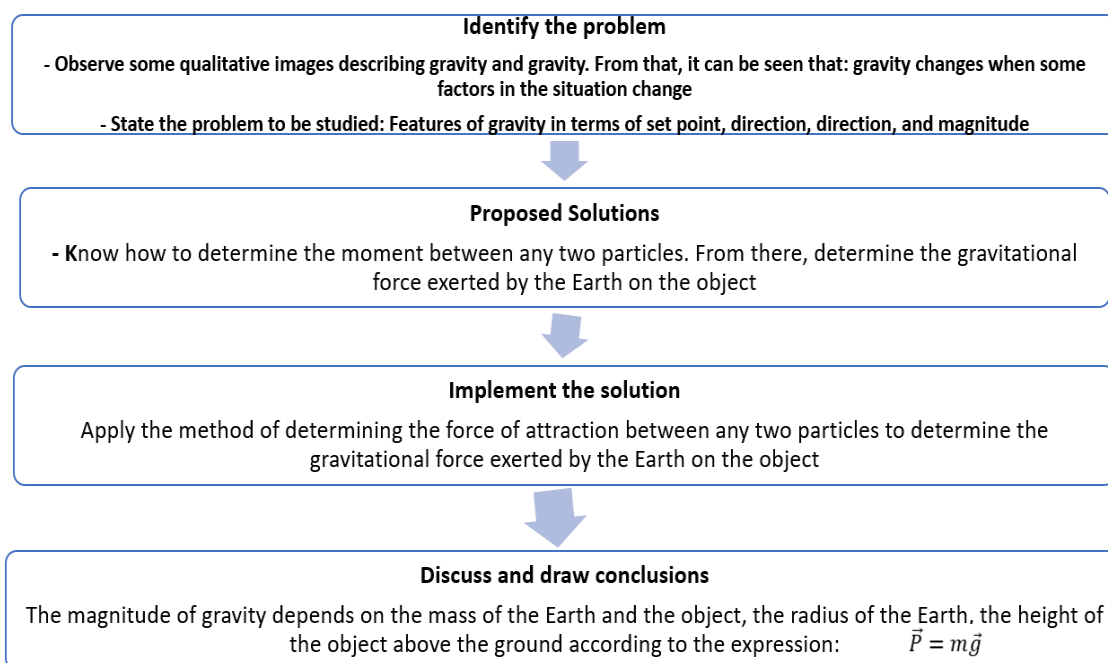 Identify the problem
- Observe some qualitative images describing gravity and gravity. From that, it can be seen that: gravity changes when some
factors in the situation change
- State the problem to be studied: Features of gravity in terms of set point, direction, direction, and magnitude
Proposed Solutions
- Know how to determine the moment between any two particles. From there, determine the gravitational
force exerted by the Earth on the object
Implement the solution
Apply the method of determining the force of attraction between any two particles to determine the
gravitational force exerted by the Earth on the object
Discuss and draw conclusions
The magnitude of gravity depends on the mass of the Earth and the object, the radius of the Earth, the height of
the object above the ground according to the expression: $\vec{P} = m\vec{g}$